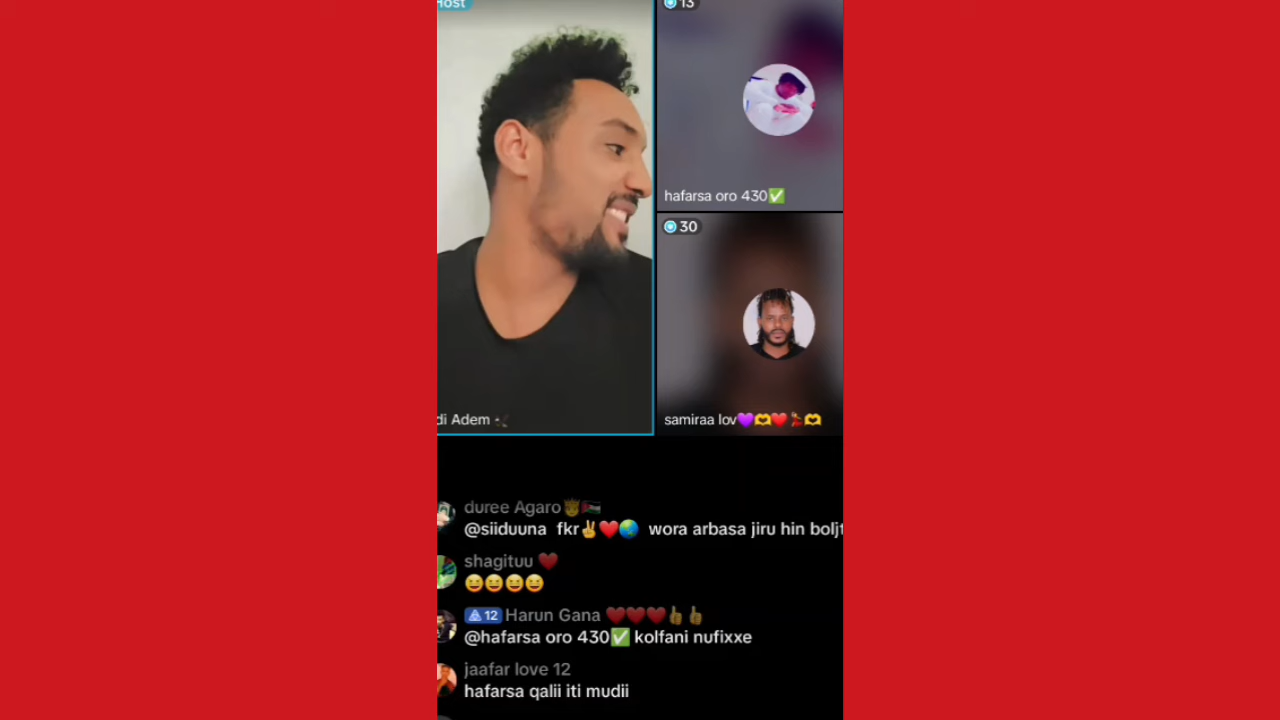 Host
13
hafarsa oro 430✅
30
di Adem
samiraa lov💜🫶❤️💃🫶
duree Agaro
@siiduuna fkr✌️❤️🌏 wora arbasa jiru hin boljt
shagituu ❤️
😆😆😆😆
12 Harun Gana ❤️❤️❤️👍👍
@hafarsa oro 430✅ kolfani nufixxe
jaafar love 12
hafarsa qalii iti mudii